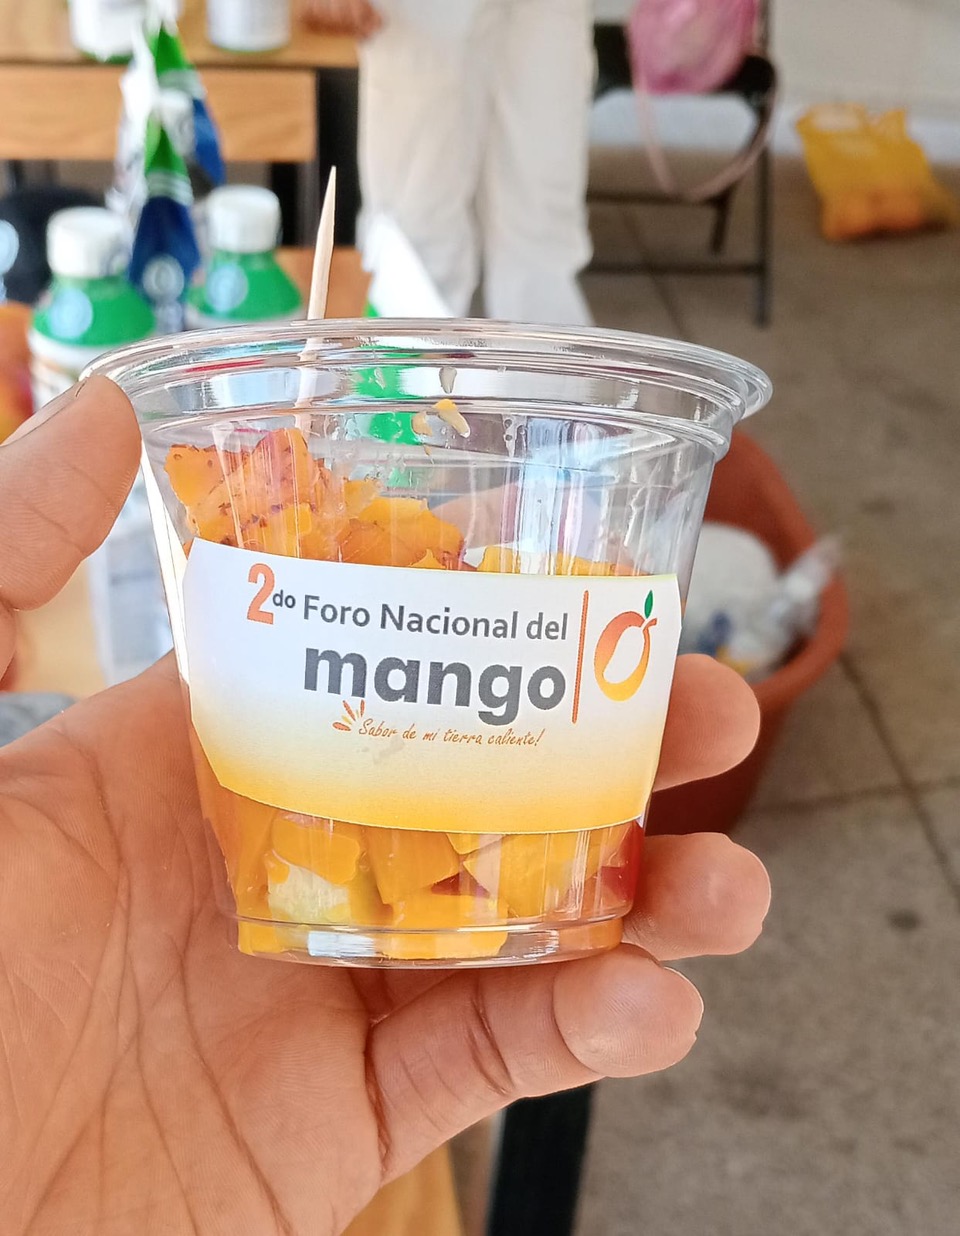 2do Foro Nacional del
mango
Sabor de mi tierra caliente!